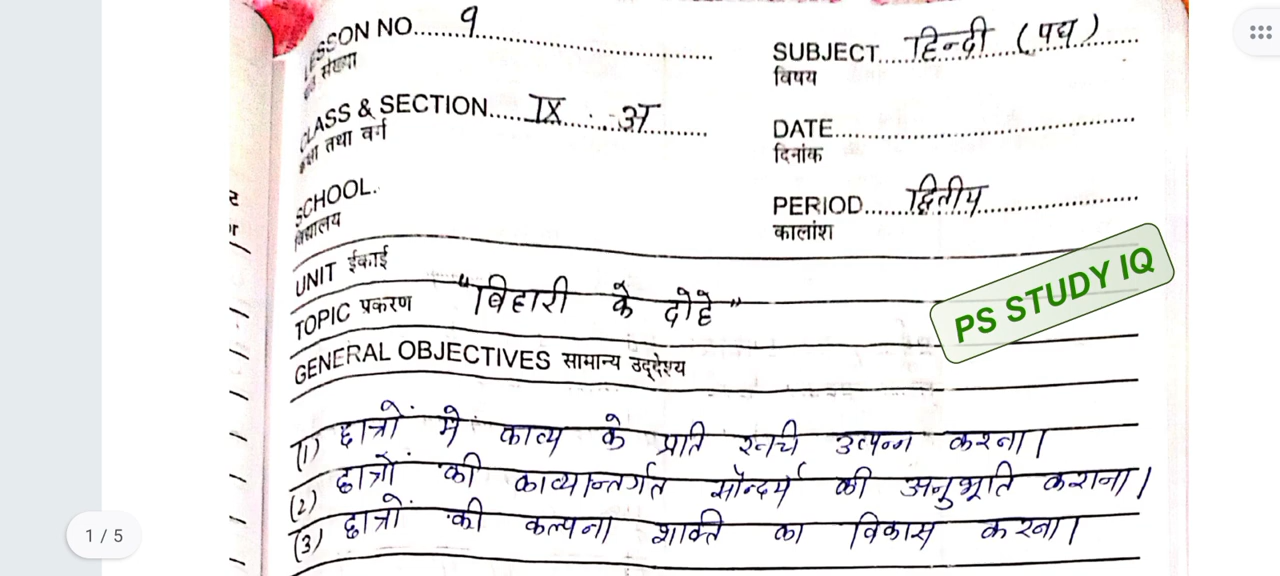 LESSON NO........9
पाठ संख्या
SUBJECT....हिन्दी (पद्य)
विषय
CLASS & SECTION.....IX...अ
कक्षा तथा वर्ग
DATE
दिनांक
SCHOOL.
विद्यालय
PERIOD......द्वितीय
कालांश
UNIT ईकाई
TOPIC प्रकरण "बिहारी के दोहे"
PS STUDY IQ
GENERAL OBJECTIVES सामान्य उद्देश्य
(1) छात्रों में काव्य के प्रति रूची उत्पन्न करना।
(2) छात्रों को काव्यान्तर्गत सौन्दर्य की अनुभूति कराना।
(3) छात्रों की कल्पना शक्ति का विकास करना।
1 / 5